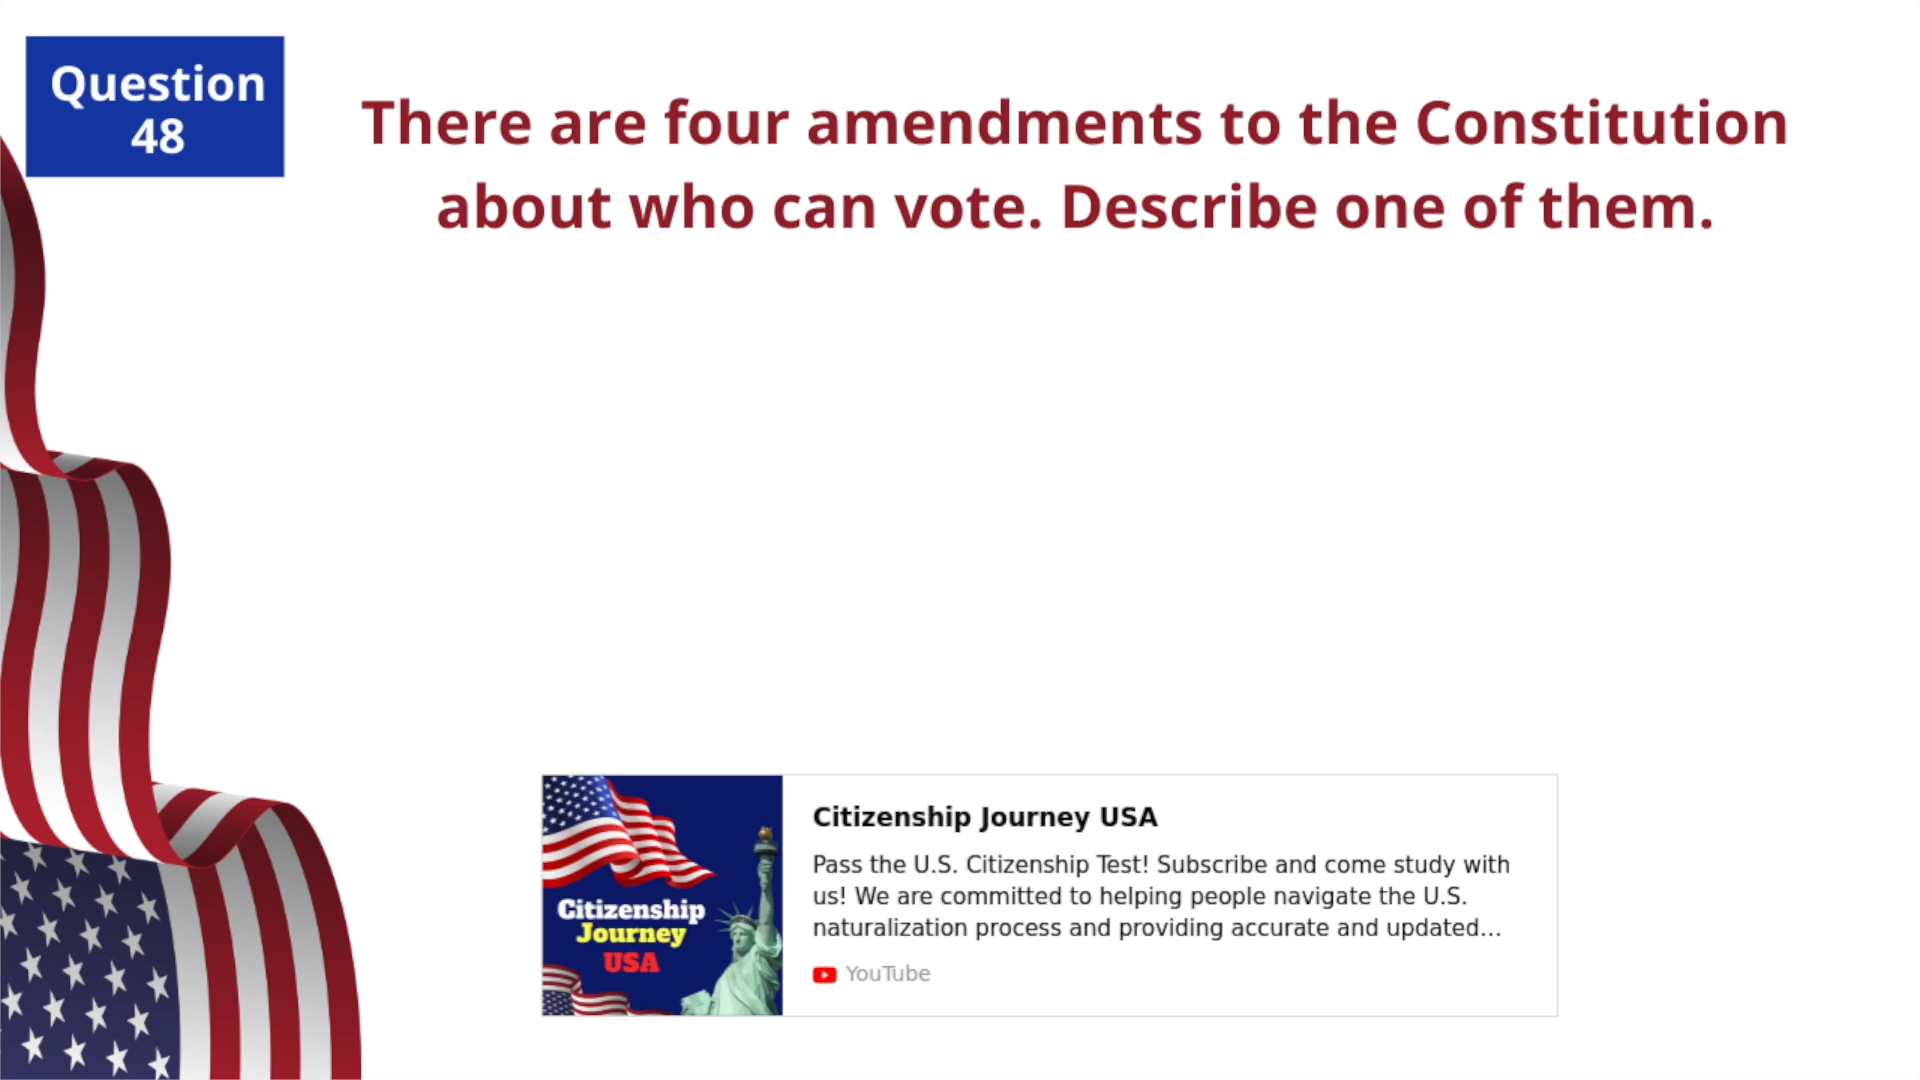 Question
48
There are four amendments to the Constitution
about who can vote. Describe one of them.
Citizenship Journey USA
Pass the U.S. Citizenship Test! Subscribe and come study with
us! We are committed to helping people navigate the U.S.
naturalization process and providing accurate and updated...
YouTube
Citizenship
Journey
USA